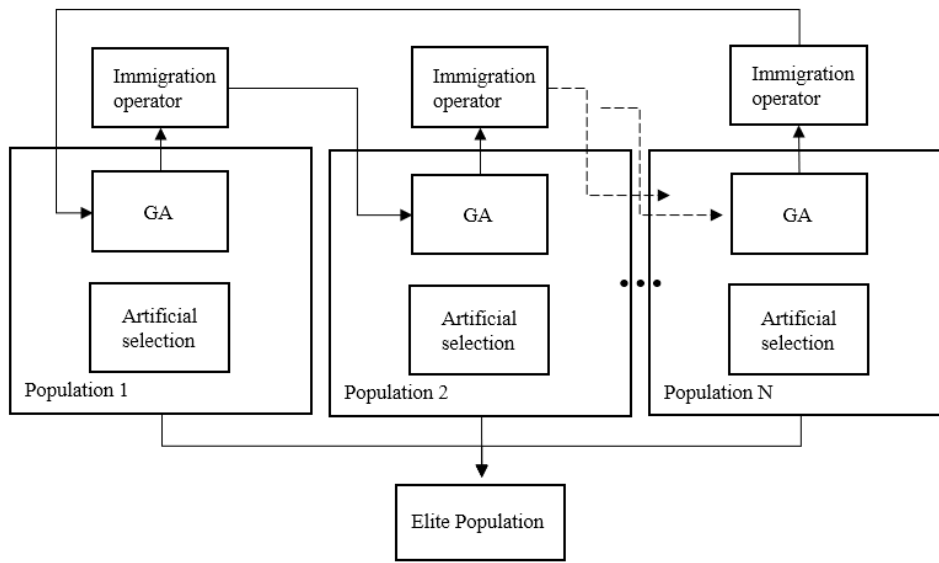 Immigration
operator
Immigration
operator
Immigration
operator
GA
GA
GA
Artificial
selection
Artificial
selection
Artificial
selection
Population 1
Population 2
Population N
Elite Population